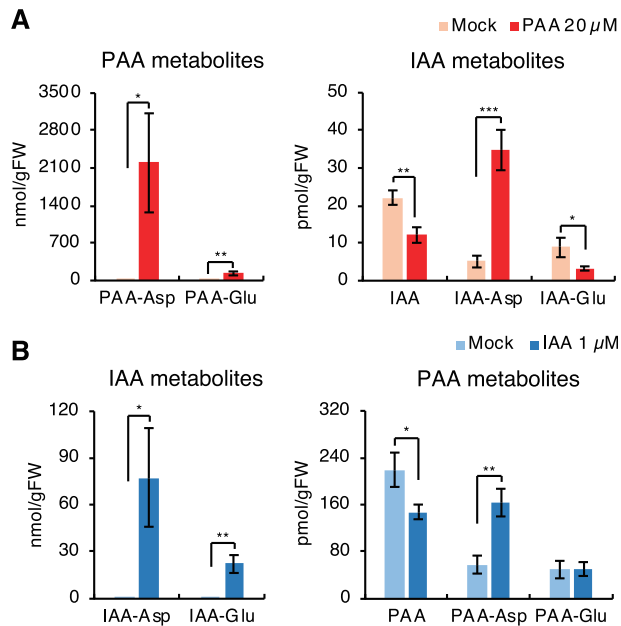 A
Mock PAA 20 µM
PAA metabolites
IAA metabolites
nmol/gFW
3500
2800
2100
1400
700
0
*
**
PAA-Asp PAA-Glu
pmol/gFW
50
40
30
20
10
0
**
***
*
IAA IAA-Asp IAA-Glu
B
Mock IAA 1 µM
IAA metabolites
PAA metabolites
nmol/gFW
120
90
60
30
0
*
**
IAA-Asp IAA-Glu
pmol/gFW
320
240
160
80
0
*
**
PAA PAA-Asp PAA-Glu